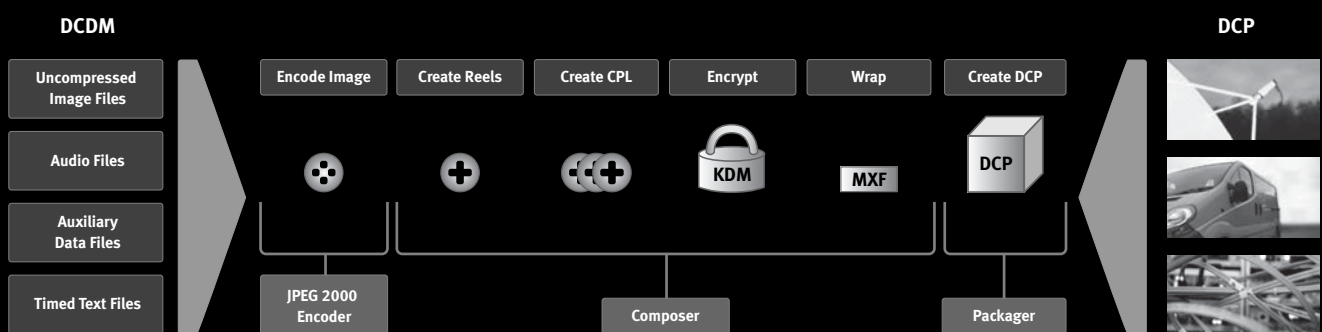 DCDM
DCP
Uncompressed
Image Files
Audio Files
Auxiliary
Data Files
Timed Text Files
Encode Image
Create Reels
Create CPL
Encrypt
Wrap
Create DCP
KDM
MXF
DCP
JPEG 2000
Encoder
Composer
Packager